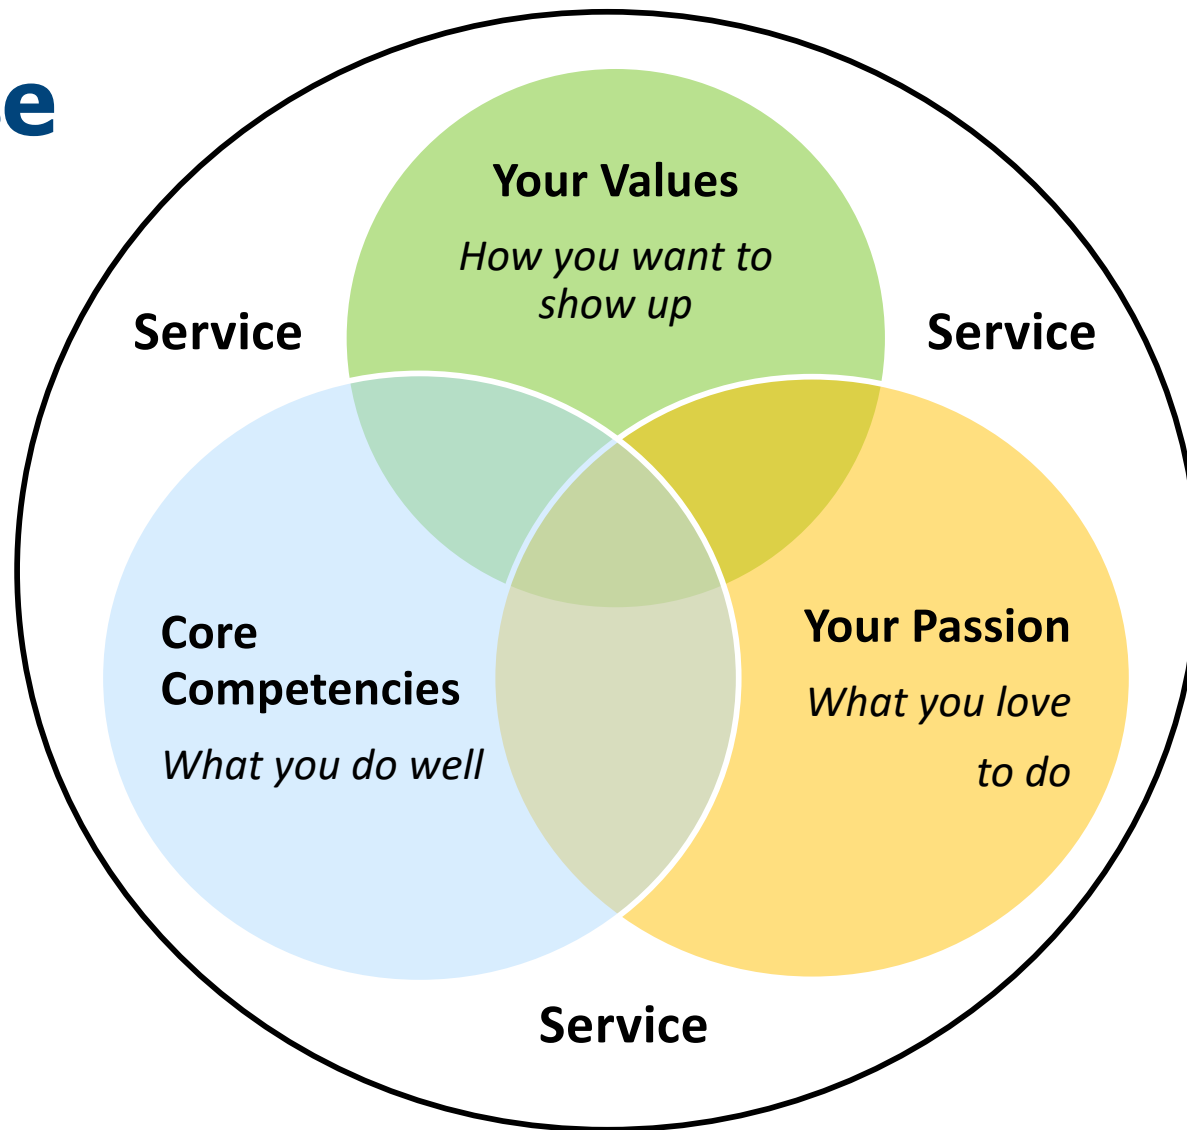 e
Your Values
How you want to
show up
Service
Service
Core
Competencies
What you do well
Your Passion
What you love
to do
Service